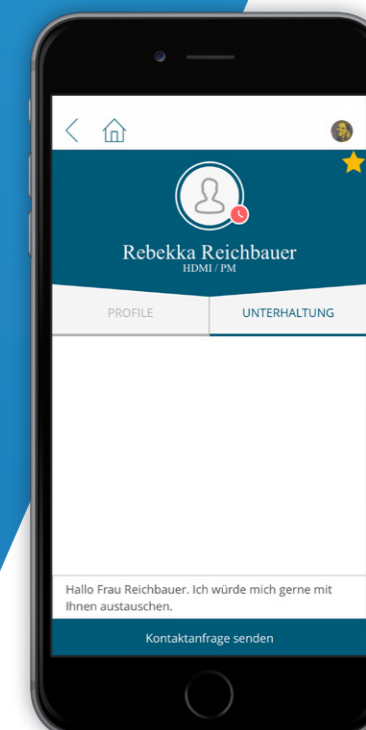 Rebekka Reichbauer
HDMI / PM
PROFILE
UNTERHALTUNG
Hallo Frau Reichbauer. Ich würde mich gerne mit
Ihnen austauschen.
Kontaktanfrage senden